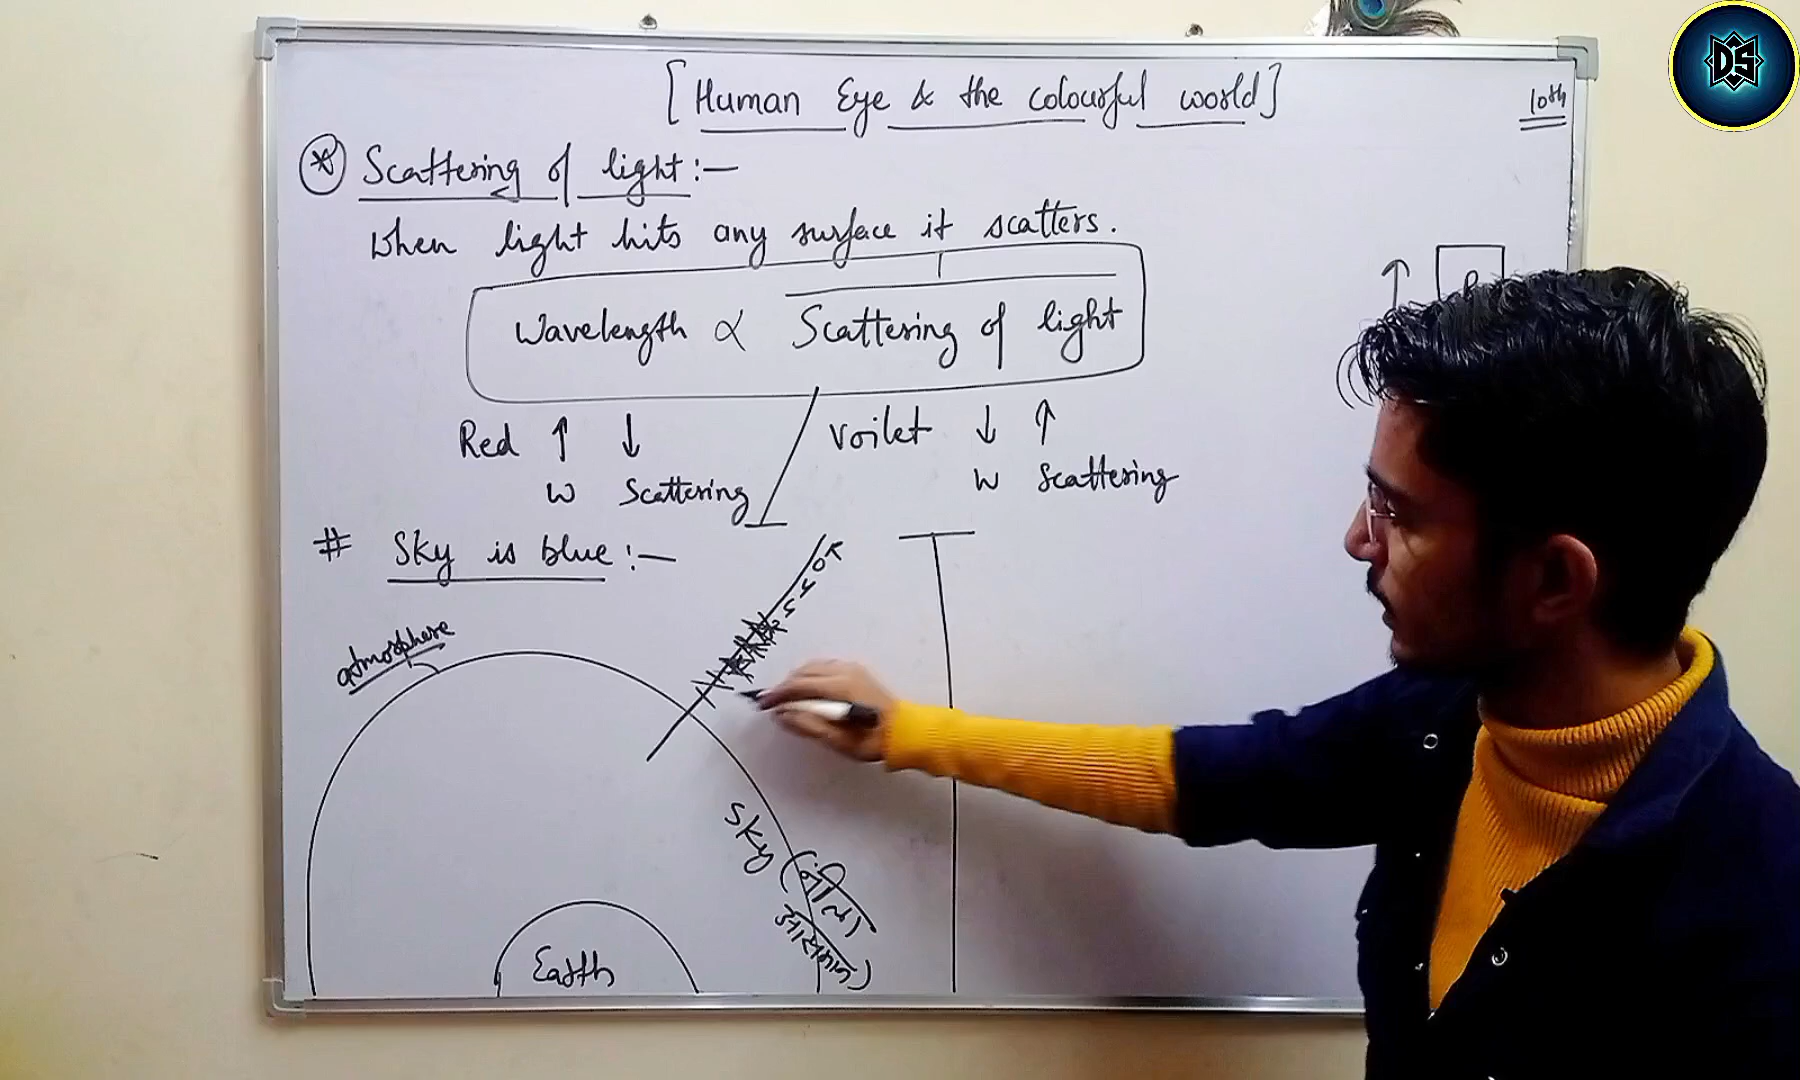 [Human Eye & the colourful world]
10th
* Scattering of light :-
When light hits any surface it scatters.
Wavelength ∝ Scattering of light
Red ↑ ↓
W Scattering
Voilet ↓ ↑
W Scattering
# Sky is blue :-
atmosphere
Sky (नीला
आसमान)
Earth
DS